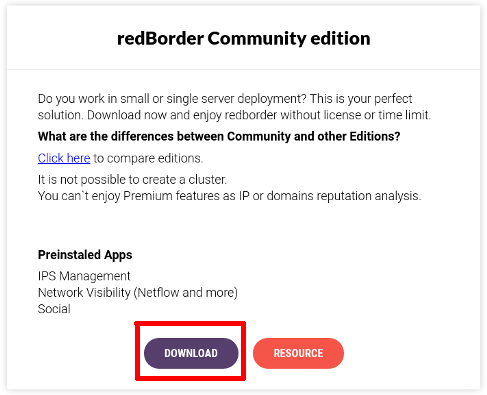 redBorder Community edition
Do you work in small or single server deployment? This is your perfect
solution. Download now and enjoy redborder without license or time limit.
What are the differences between Community and other Editions?
Click here to compare editions.
It is not possible to create a cluster.
You can`t enjoy Premium features as IP or domains reputation analysis.
Preinstaled Apps
IPS Management
Network Visibility (Netflow and more)
Social
DOWNLOAD
RESOURCE